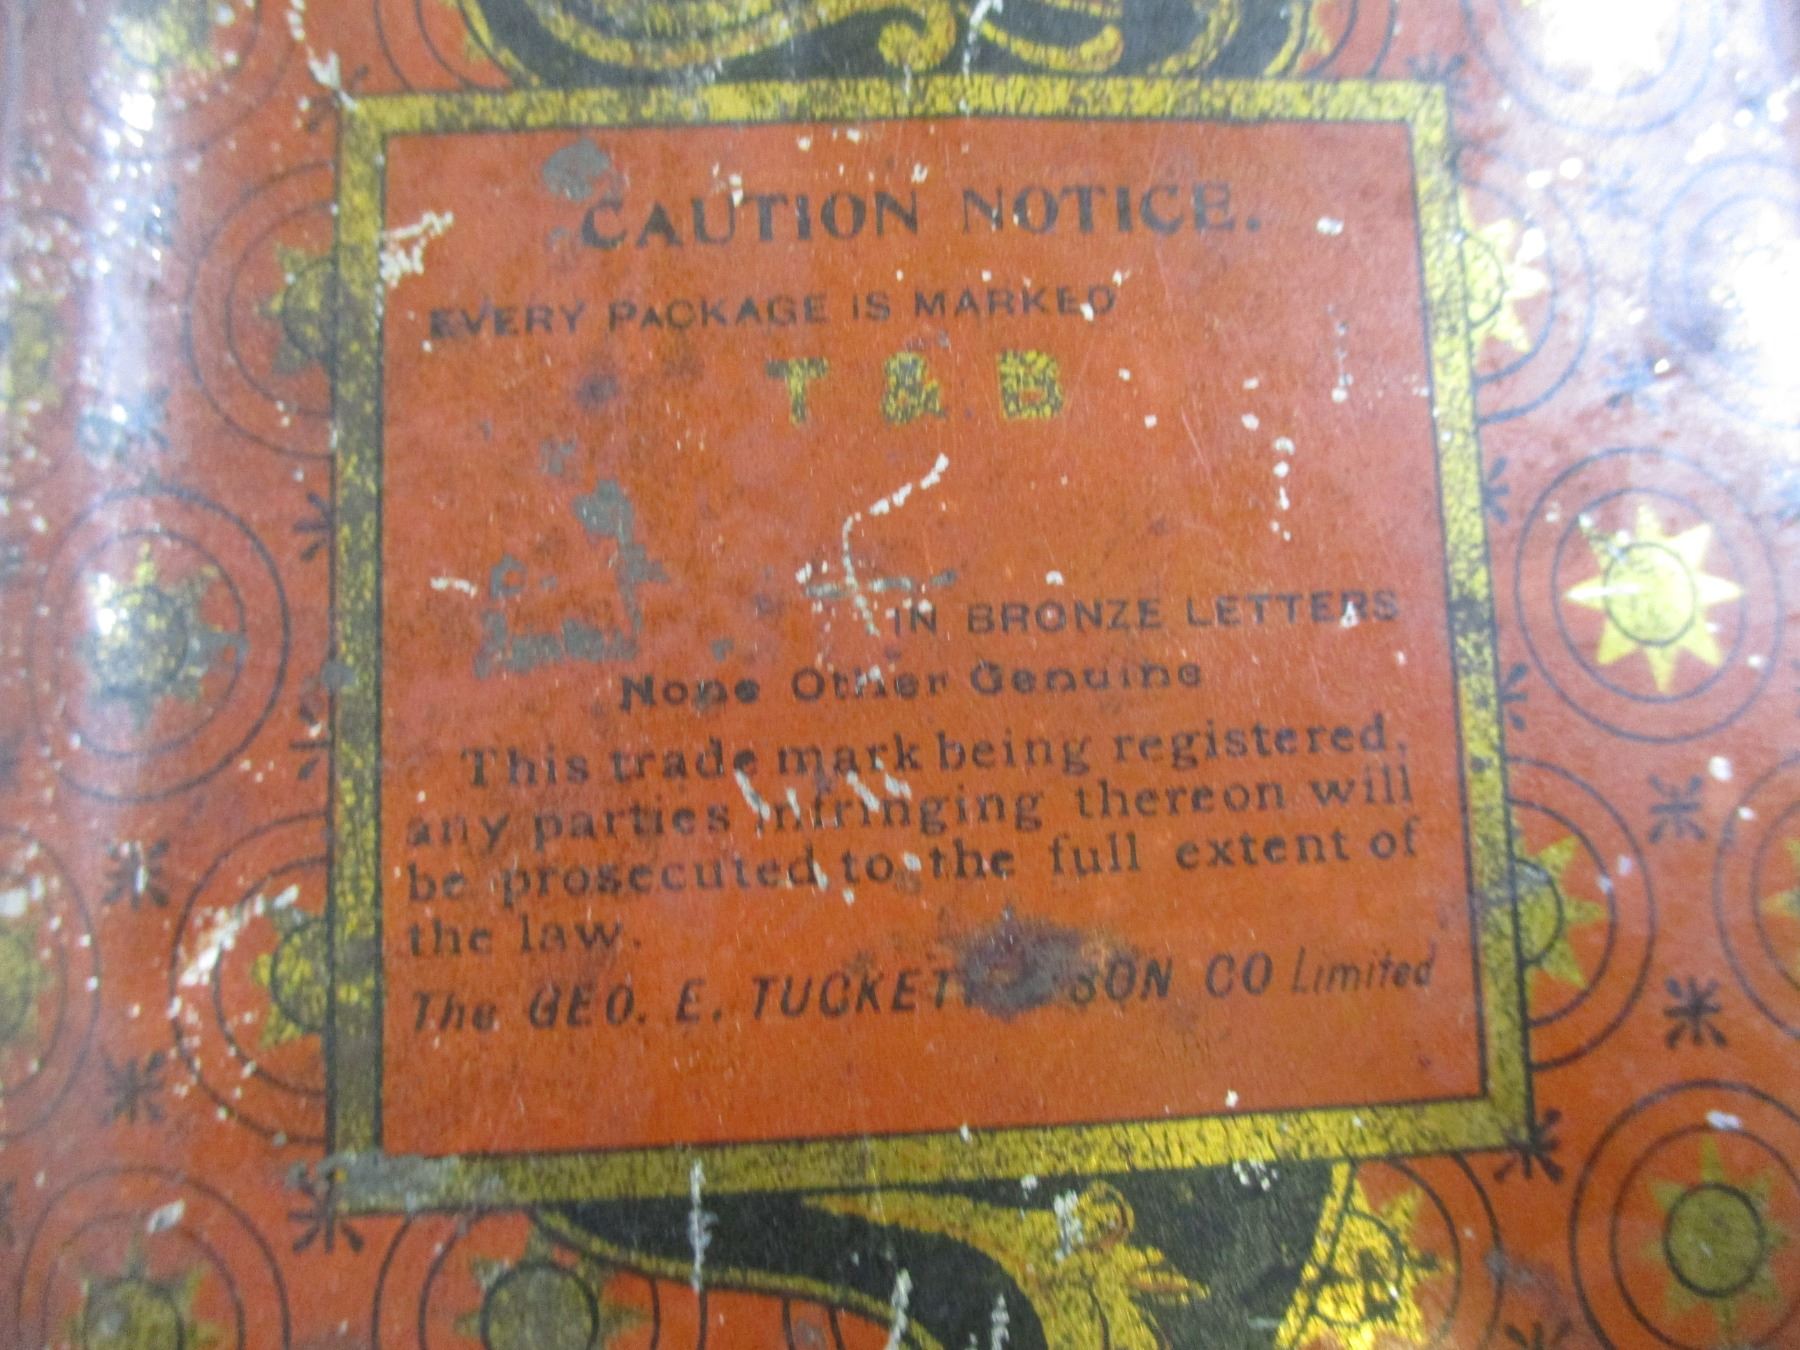 CAUTION NOTICE.
EVERY PACKAGE IS MARKED
T & B
IN BRONZE LETTERS
None Other Genuine
This trade mark being registered,
any parties infringing thereon will
be prosecuted to the full extent of
the law.
The GEO. E. TUCKETT SON CO Limited